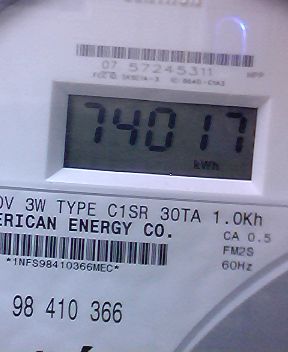 07 57245311 HPP
74017
kWh
0V 3W TYPE C1SR 30TA 1.0Kh
ERICAN ENERGY CO.
CA 0.5
FM2S
*1NFS98410366MEC*
60Hz
98 410 366